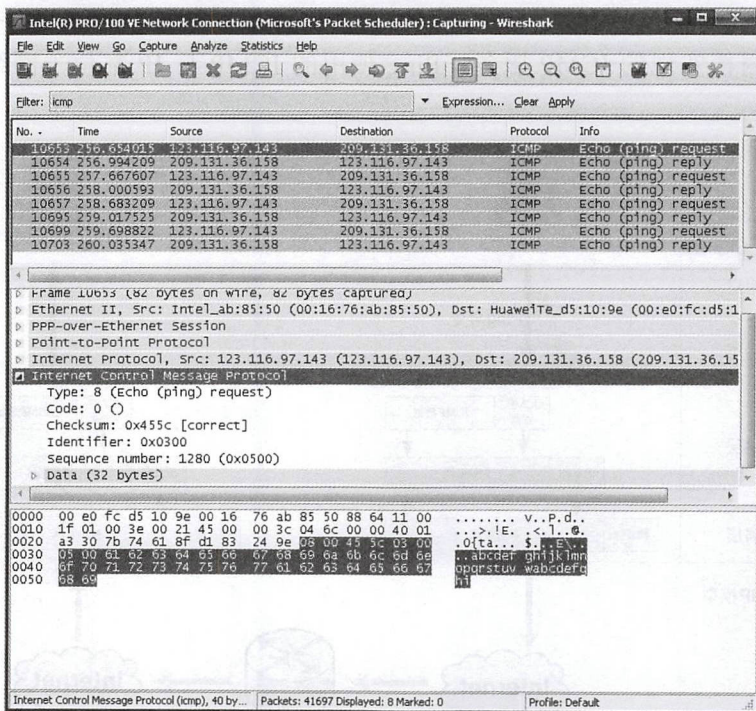 Intel(R) PRO/100 VE Network Connection (Microsoft's Packet Scheduler) : Capturing - Wireshark
File Edit View Go Capture Analyze Statistics Help
Filter: icmp Expression... Clear Apply
No. - Time Source Destination Protocol Info
10653 256.654015 123.116.97.143 209.131.36.158 ICMP Echo (ping) request
10654 256.994209 209.131.36.158 123.116.97.143 ICMP Echo (ping) reply
10655 257.667607 123.116.97.143 209.131.36.158 ICMP Echo (ping) request
10656 258.000593 209.131.36.158 123.116.97.143 ICMP Echo (ping) reply
10657 258.683209 123.116.97.143 209.131.36.158 ICMP Echo (ping) request
10695 259.017525 209.131.36.158 123.116.97.143 ICMP Echo (ping) reply
10699 259.698822 123.116.97.143 209.131.36.158 ICMP Echo (ping) request
10703 260.035347 209.131.36.158 123.116.97.143 ICMP Echo (ping) reply
Frame 10653 (82 bytes on wire, 82 bytes captured)
Ethernet II, Src: Intel_ab:85:50 (00:16:76:ab:85:50), Dst: HuaweiTe_d5:10:9e (00:e0:fc:d5:1
PPP-over-Ethernet Session
Point-to-Point Protocol
Internet Protocol, Src: 123.116.97.143 (123.116.97.143), Dst: 209.131.36.158 (209.131.36.15
Internet Control Message Protocol
Type: 8 (Echo (ping) request)
Code: 0 ()
Checksum: 0x455c [correct]
Identifier: 0x0300
Sequence number: 1280 (0x0500)
Data (32 bytes)
0000 00 e0 fc d5 10 9e 00 16 76 ab 85 50 88 64 11 00 ........ v..P.d..
0010 1f 01 00 3e 00 21 45 00 00 3c 04 6c 00 00 40 01 ...>.!E. .<.l..@.
0020 a3 30 7b 74 61 8f d1 83 24 9e 08 00 45 5c 03 00 .0{ta... $...E\..
0030 05 00 61 62 63 64 65 66 67 68 69 6a 6b 6c 6d 6e ..abcdef ghijklmn
0040 6f 70 71 72 73 74 75 76 77 61 62 63 64 65 66 67 opqrstuv wabcdefg
0050 68 69 hi
Internet Control Message Protocol (icmp), 40 by... Packets: 41697 Displayed: 8 Marked: 0 Profile: Default